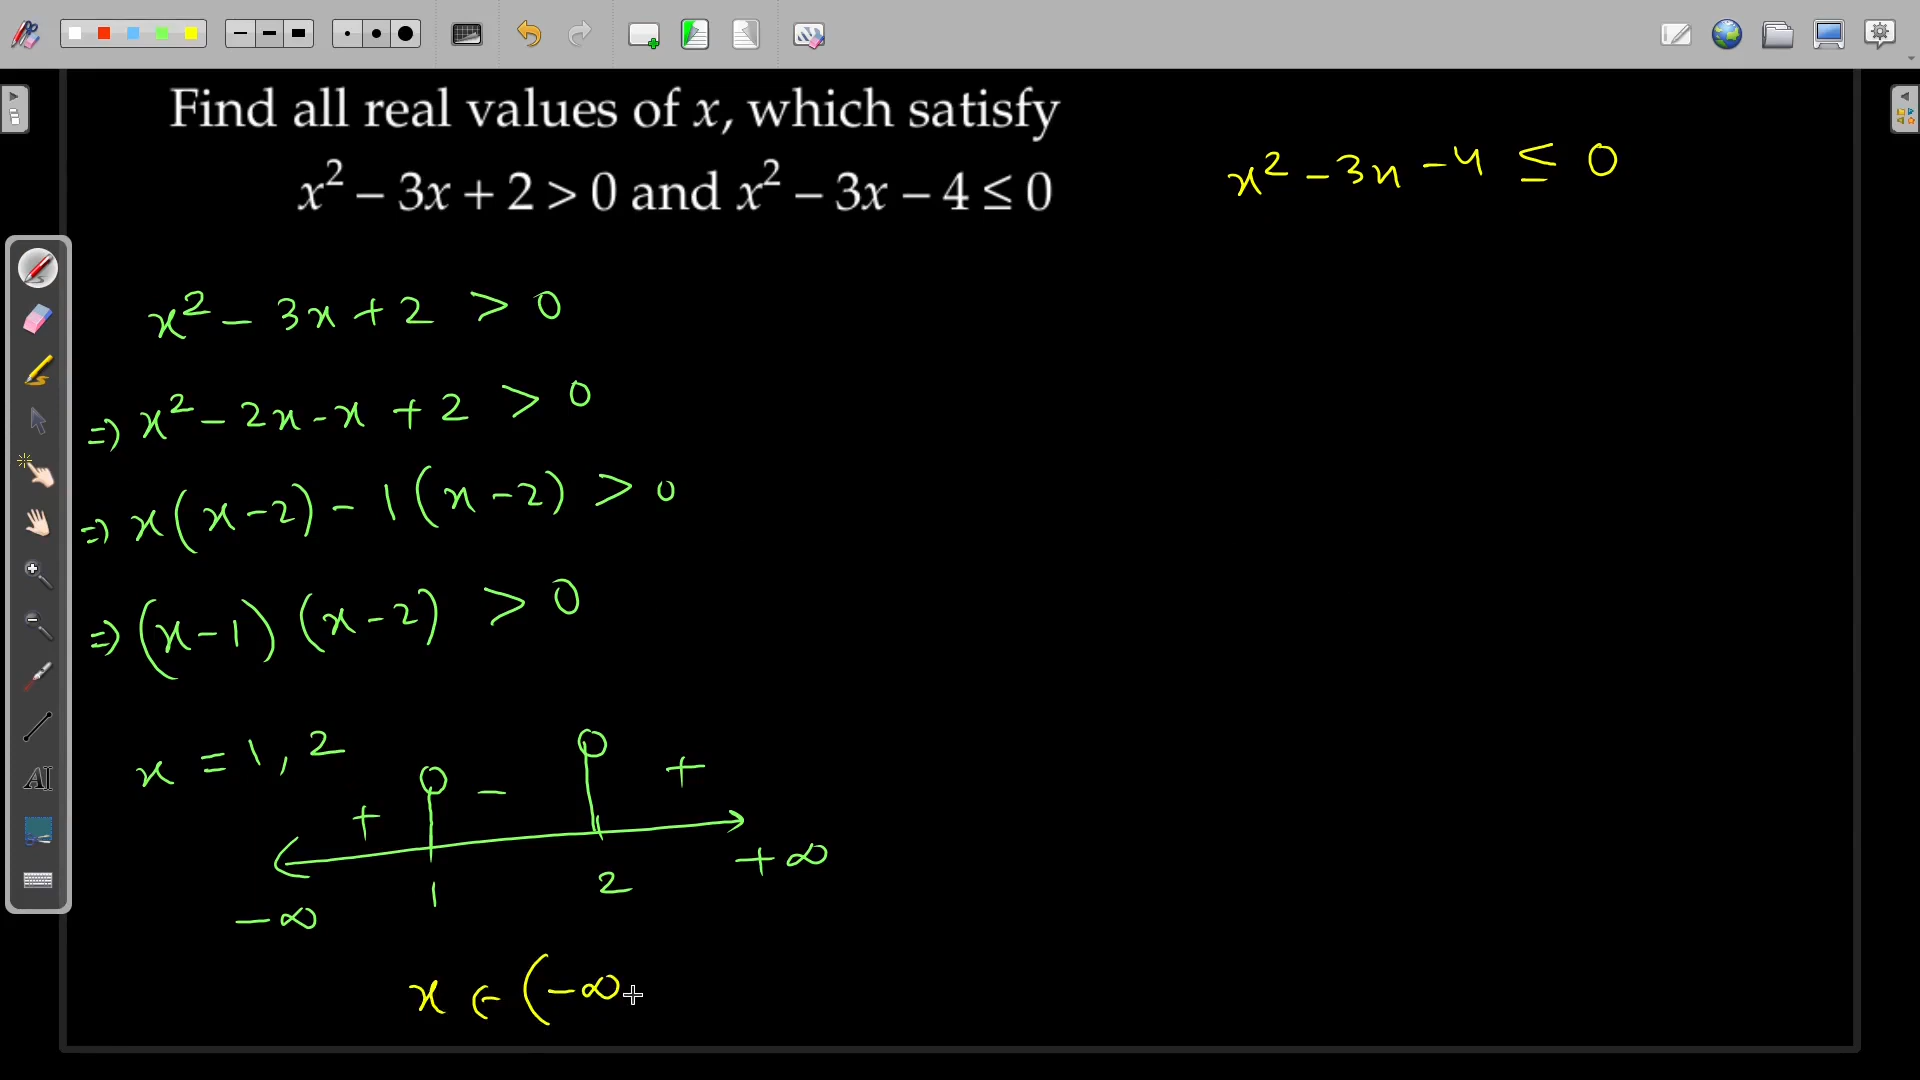 Find all real values of x, which satisfy
x² − 3x + 2 > 0 and x² − 3x − 4 ≤ 0
x² − 3x − 4 ≤ 0
x² − 3x + 2 > 0
⇒ x² − 2x − x + 2 > 0
⇒ x(x−2) − 1(x−2) > 0
⇒ (x−1)(x−2) > 0
x = 1, 2
+ − +
−∞ 1 2 +∞
x ∈ (−∞
AI